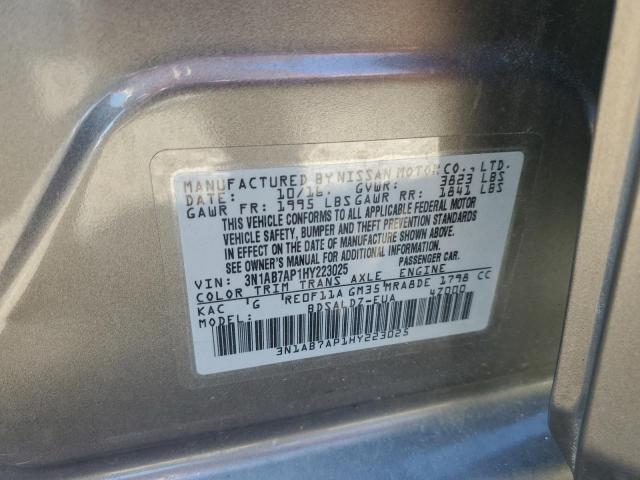 MANUFACTURED BY NISSAN MOTOR CO., LTD.
DATE: 10/16 GVWR: 3823 LBS
GAWR FR: 1995 LBS GAWR RR: 1841 LBS
THIS VEHICLE CONFORMS TO ALL APPLICABLE FEDERAL MOTOR
VEHICLE SAFETY, BUMPER AND THEFT PREVENTION STANDARDS
IN EFFECT ON THE DATE OF MANUFACTURE SHOWN ABOVE.
SEE OWNER'S MANUAL FOR ADDITIONAL INFORMATION.
VIN: 3N1AB7AP1HY223025 PASSENGER CAR.
COLOR TRIM TRANS AXLE ENGINE
KAC G RE0F11A GM35 MRA8DE 1798 CC
MODEL: BDSALDZ-EUA 4Z000
3N1AB7AP1HY223025